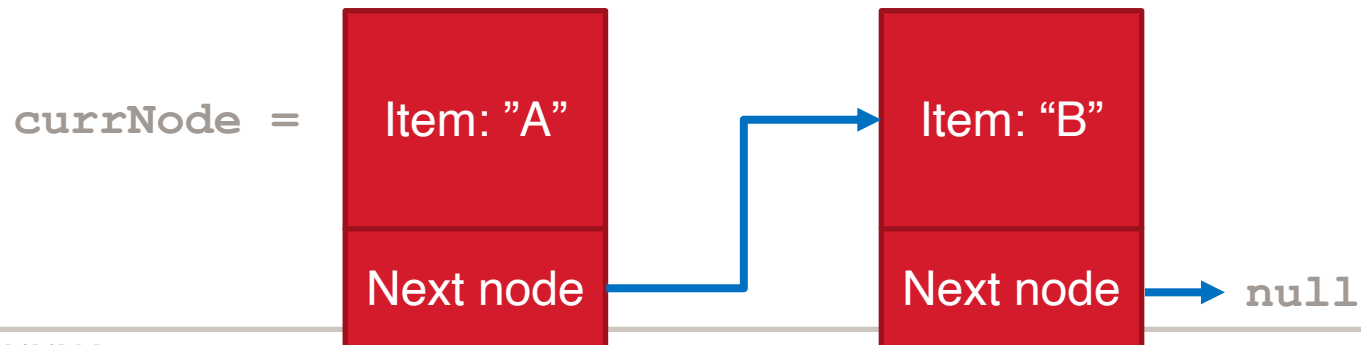 currNode =
Item: ”A”
Item: “B”
Next node
Next node
null